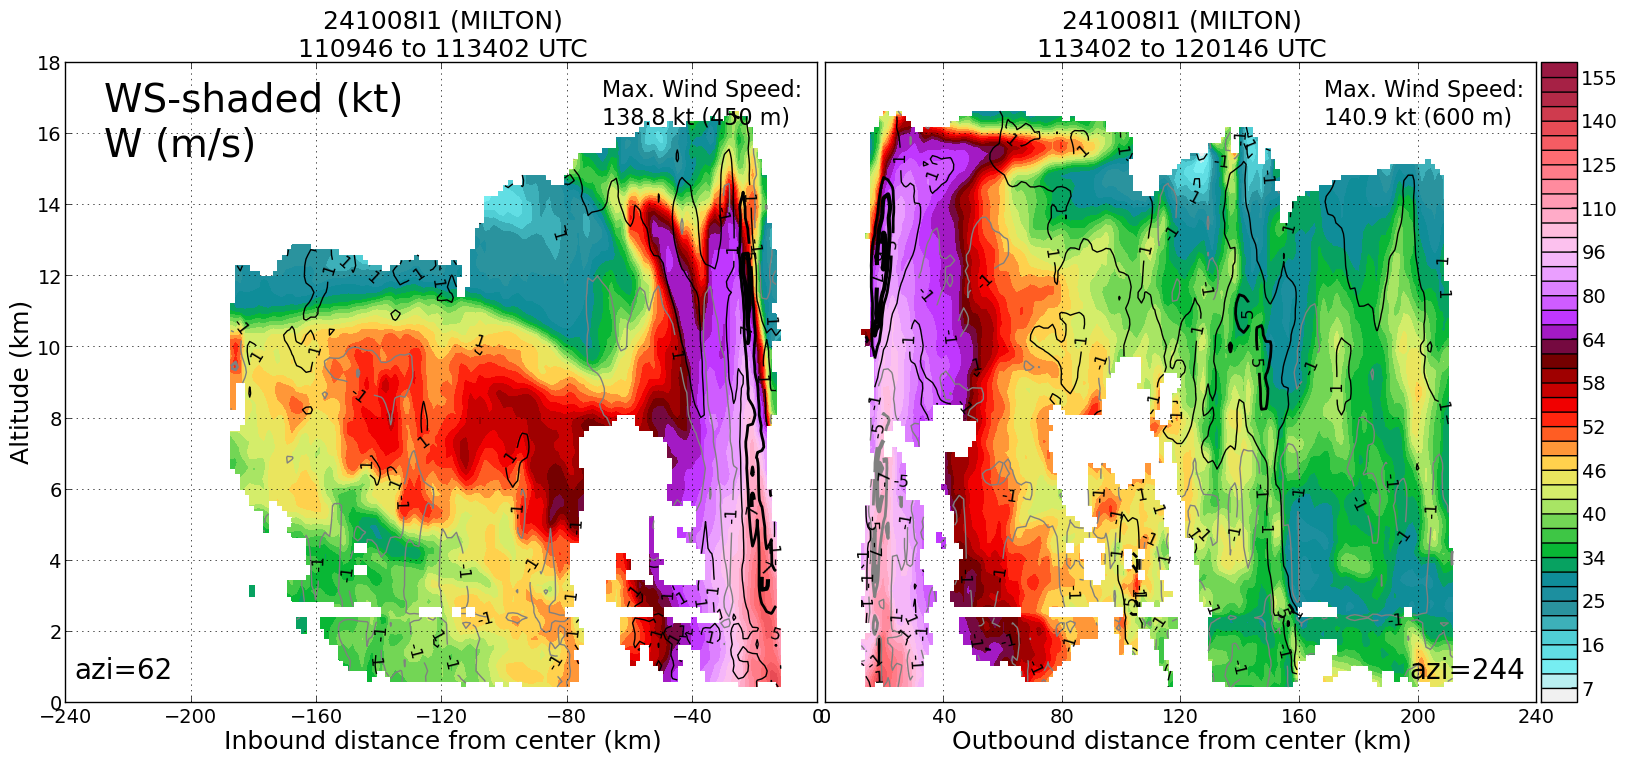 241008I1 (MILTON)
110946 to 113402 UTC
241008I1 (MILTON)
113402 to 120146 UTC
WS-shaded (kt)
W (m/s)
Max. Wind Speed:
138.8 kt (450 m)
Max. Wind Speed:
140.9 kt (600 m)
azi=62
azi=244
Altitude (km)
18
16
14
12
10
8
6
4
2
0
−240
−200
−160
−120
−80
−40
0
Inbound distance from center (km)
0
40
80
120
160
200
240
Outbound distance from center (km)
155
140
125
110
96
80
64
58
52
46
40
34
25
16
7